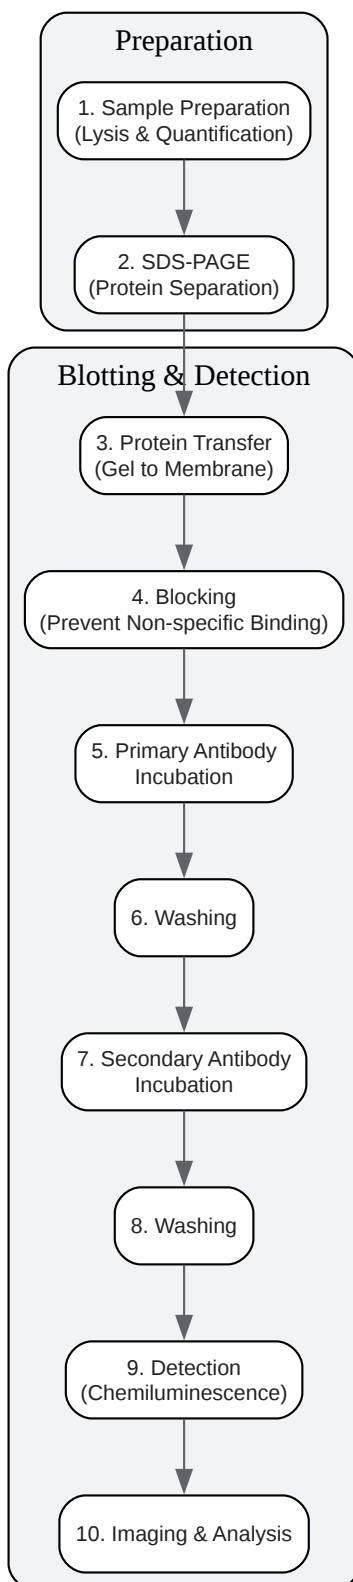 Preparation
1. Sample Preparation
(Lysis & Quantification)
2. SDS-PAGE
(Protein Separation)
Blotting & Detection
3. Protein Transfer
(Gel to Membrane)
4. Blocking
(Prevent Non-specific Binding)
5. Primary Antibody
Incubation
6. Washing
7. Secondary Antibody
Incubation
8. Washing
9. Detection
(Chemiluminescence)
10. Imaging & Analysis